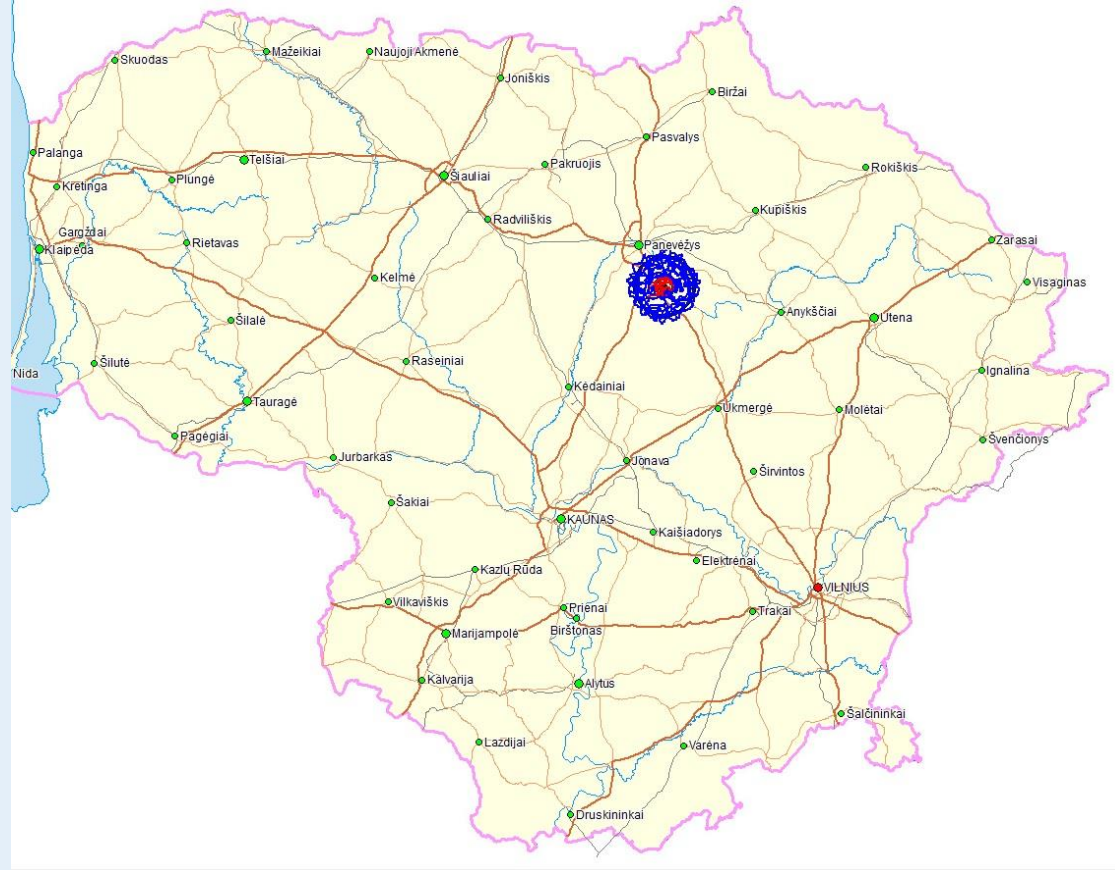 Skuodas
Mažeikiai
Naujoji Akmenė
Joniškis
Biržai
Pasvalys
Palanga
Telšiai
Pakruojis
Rokiškis
Kretinga
Plungė
Šiauliai
Radviliškis
Kupiškis
Gargždai
Klaipėda
Rietavas
Panevėžys
Zarasai
Kelmė
Visaginas
Šilalė
Anykščiai
Utena
Šilutė
Raseiniai
Nida
Ignalina
Kėdainiai
Tauragė
Ukmergė
Molėtai
Pagėgiai
Švenčionys
Jurbarkas
Jonava
Širvintos
Šakiai
KAUNAS
Kaišiadorys
Elektrėnai
Kazlų Rūda
VILNIUS
Vilkaviškis
Prienai
Trakai
Birštonas
Marijampolė
Kalvarija
Alytus
Šalčininkai
Lazdijai
Varėna
Druskininkai